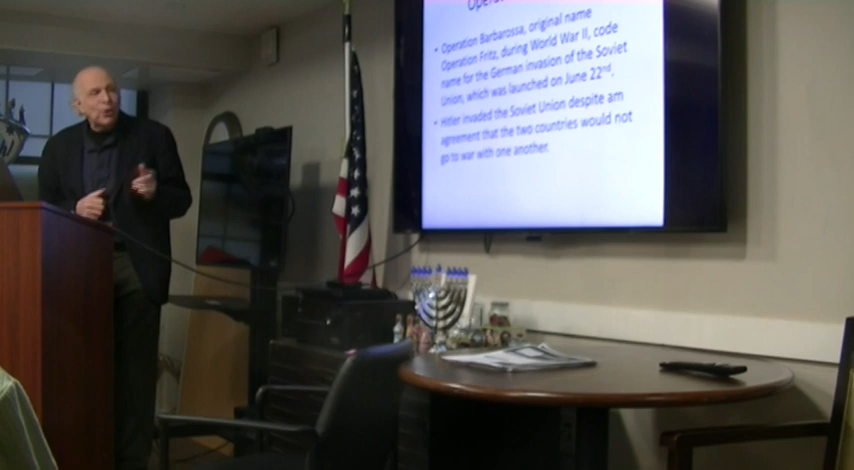 Opera
• Operation Barbarossa, original name
Operation Fritz, during World War II, code
name for the German invasion of the Soviet
Union, which was launched on June 22nd.
• Hitler invaded the Soviet Union despite am
agreement that the two countries would not
go to war with one another.